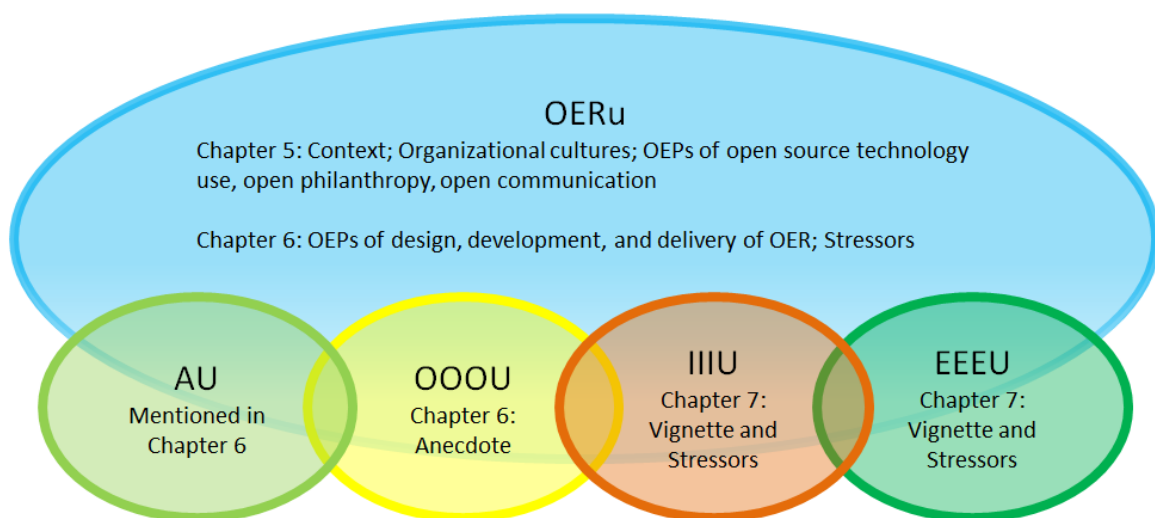 OERu
Chapter 5: Context; Organizational cultures; OEPs of open source technology
use, open philanthropy, open communication
Chapter 6: OEPs of design, development, and delivery of OER; Stressors
AU
Mentioned in
Chapter 6
OOOU
Chapter 6:
Anecdote
IIIU
Chapter 7:
Vignette and
Stressors
EEEU
Chapter 7:
Vignette and
Stressors